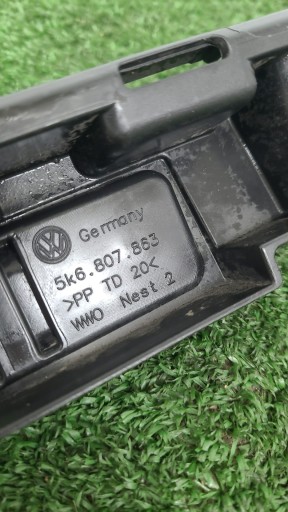 Germany
5k6.807.863
>PP TD 20<
WWO Nest 2